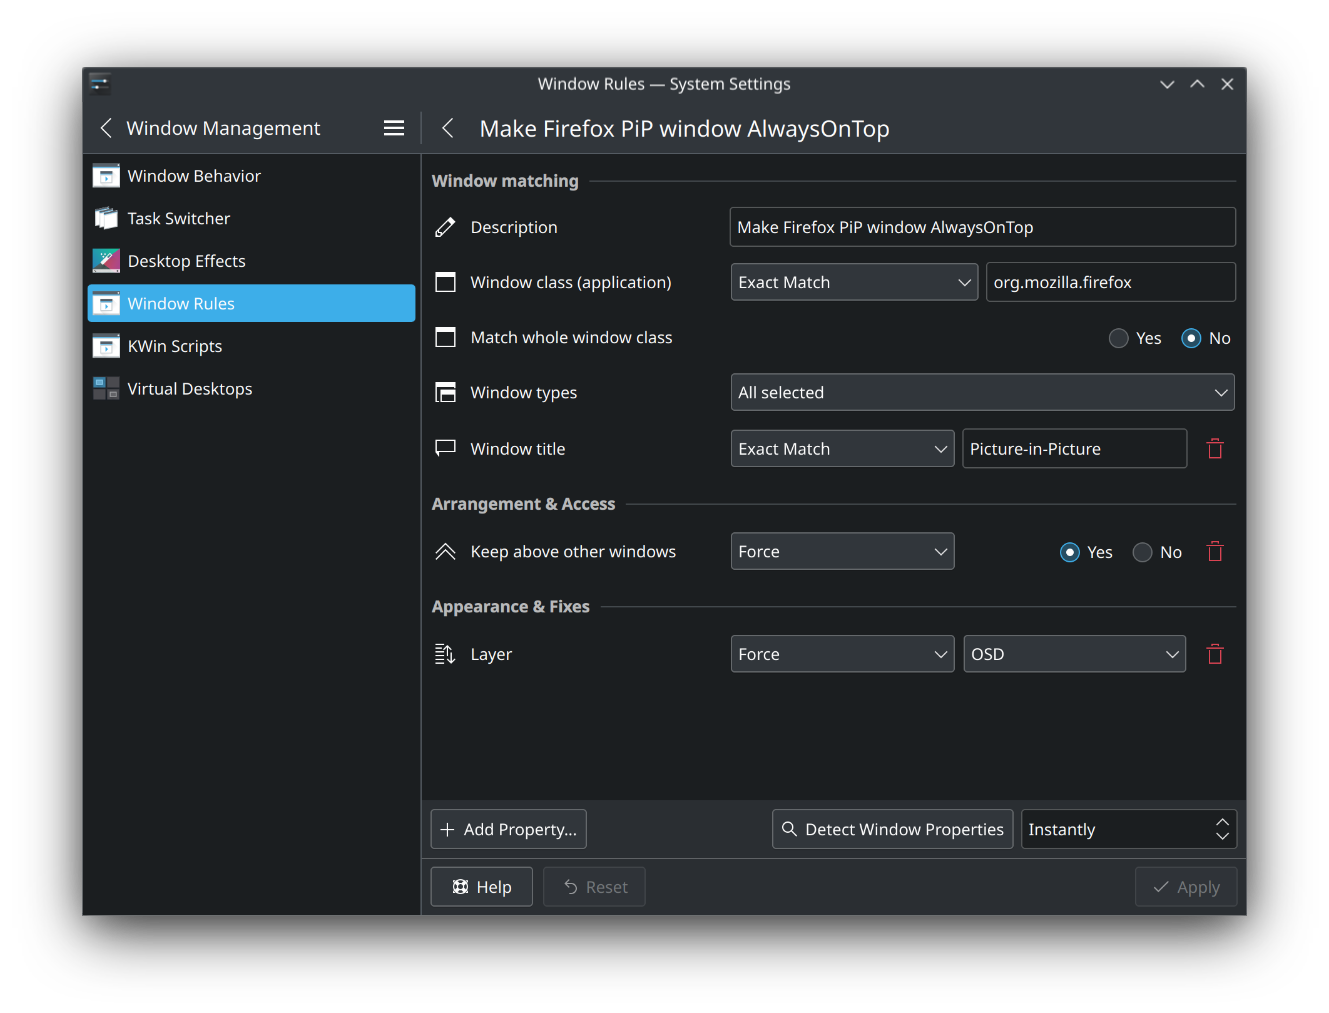 Window Rules — System Settings
Window Management
Make Firefox PiP window AlwaysOnTop
Window Behavior
Task Switcher
Desktop Effects
Window Rules
KWin Scripts
Virtual Desktops
Window matching
Description Make Firefox PiP window AlwaysOnTop
Window class (application) Exact Match org.mozilla.firefox
Match whole window class Yes No
Window types All selected
Window title Exact Match Picture-in-Picture
Arrangement & Access
Keep above other windows Force Yes No
Appearance & Fixes
Layer Force OSD
Add Property... Detect Window Properties Instantly
Help Reset Apply